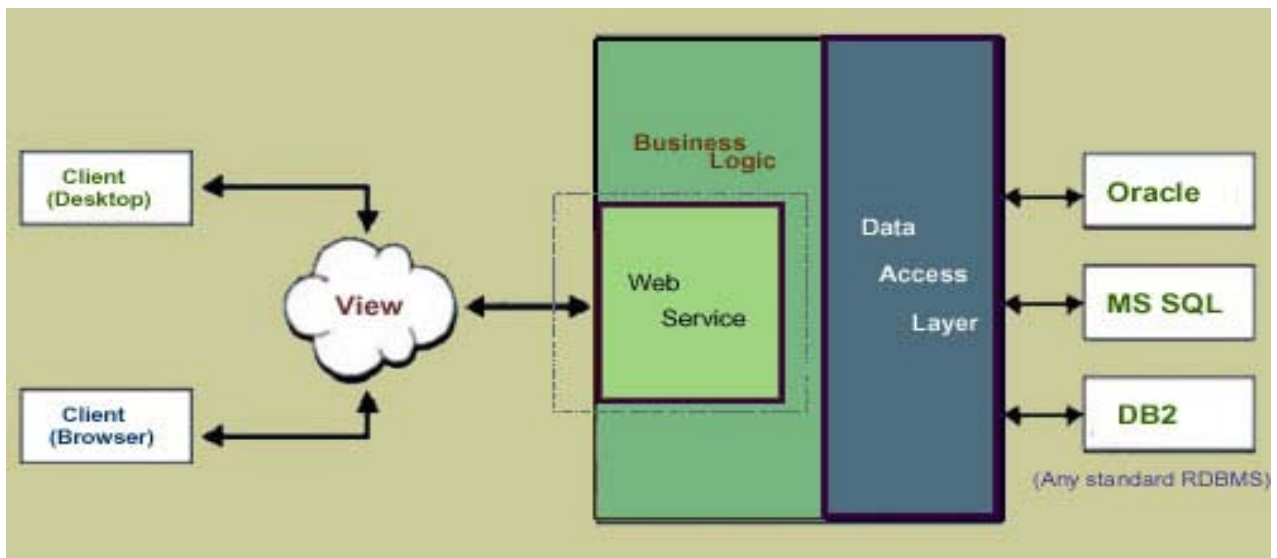 Client
(Desktop)
Client
(Browser)
View
Business
Logic
Web
Service
Data
Access
Layer
Oracle
MS SQL
DB2
(Any standard RDBMS)